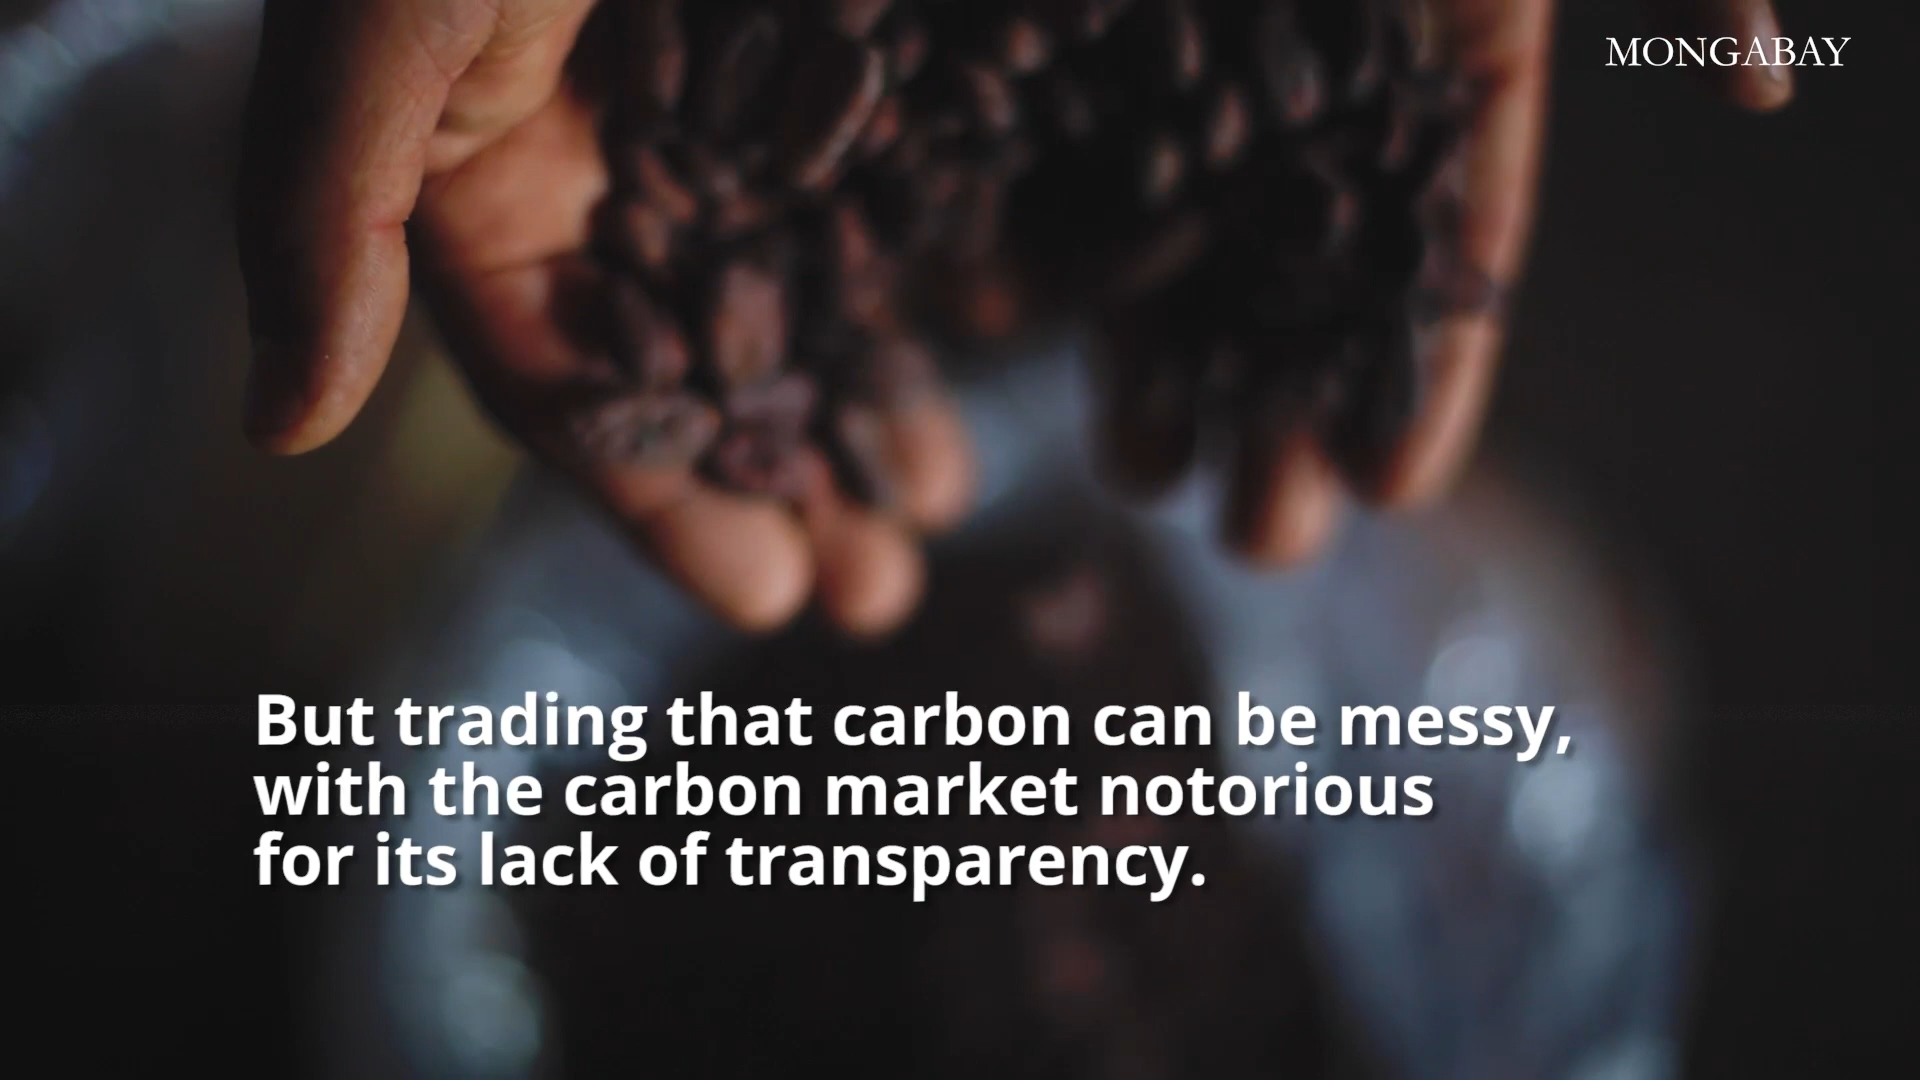 MONGABAY
But trading that carbon can be messy,
with the carbon market notorious
for its lack of transparency.